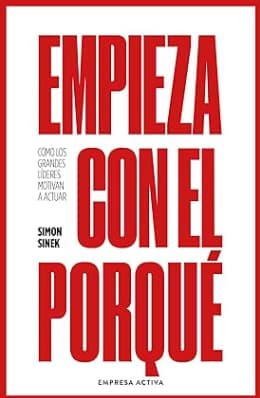 EMPIEZA
CÓMO LOS
GRANDES
LÍDERES
MOTIVAN
A ACTUAR
SIMON
SINEK
CON EL
PORQUÉ
EMPRESA ACTIVA